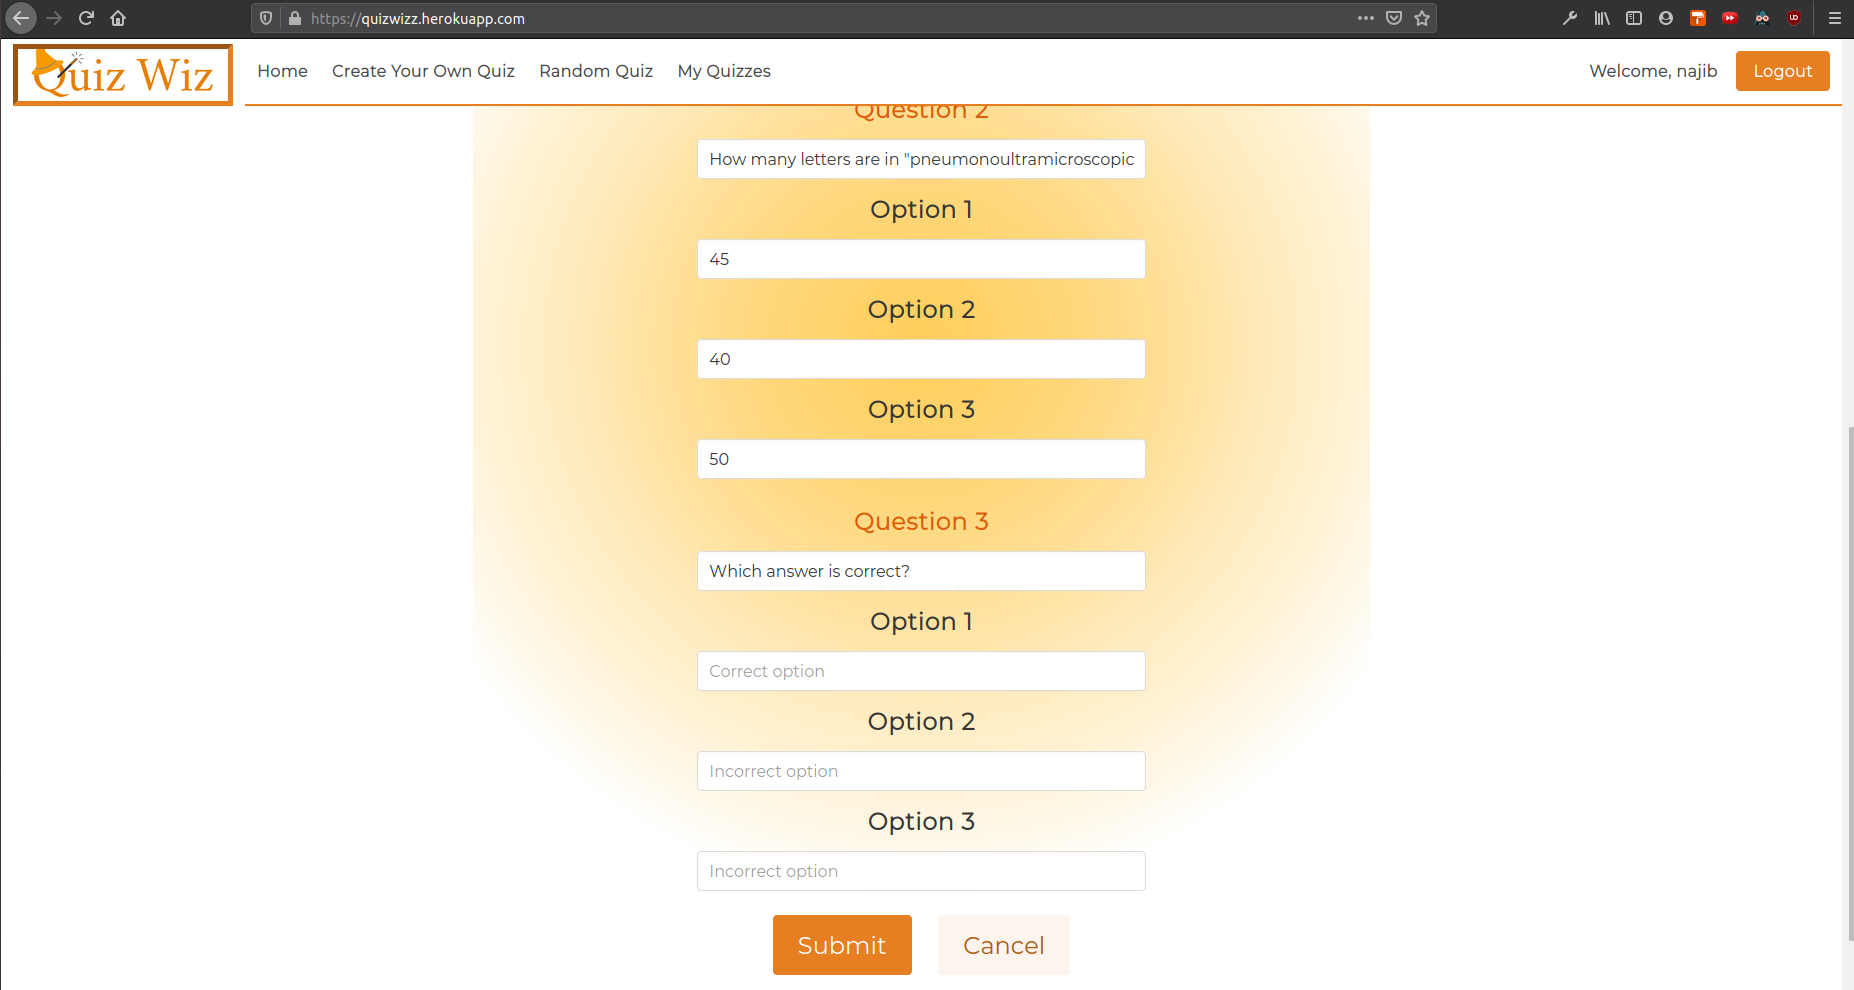 https://quizwizz.herokuapp.com
Quiz Wiz
Home
Create Your Own Quiz
Random Quiz
My Quizzes
Welcome, najib
Logout
Question 2
How many letters are in "pneumonoultramicroscopic
Option 1
45
Option 2
40
Option 3
50
Question 3
Which answer is correct?
Option 1
Correct option
Option 2
Incorrect option
Option 3
Incorrect option
Submit
Cancel